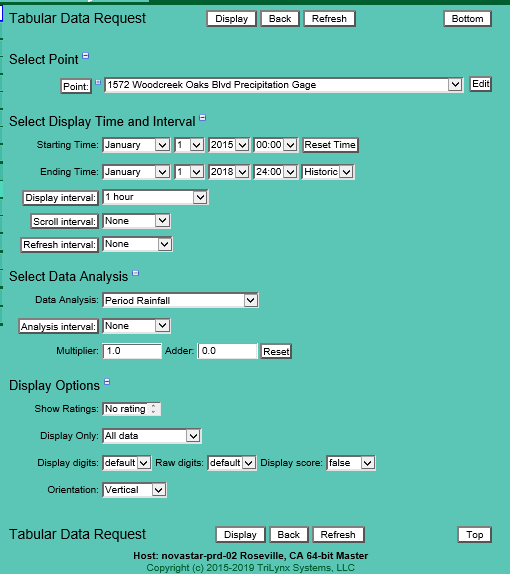 Tabular Data Request Display Back Refresh Bottom
Select Point
Point: 1572 Woodcreek Oaks Blvd Precipitation Gage Edit
Select Display Time and Interval
Starting Time: January 1 2015 00:00 Reset Time
Ending Time: January 1 2018 24:00 Historic
Display interval: 1 hour
Scroll interval: None
Refresh interval: None
Select Data Analysis
Data Analysis: Period Rainfall
Analysis interval: None
Multiplier: 1.0 Adder: 0.0 Reset
Display Options
Show Ratings: No rating
Display Only: All data
Display digits: default Raw digits: default Display score: false
Orientation: Vertical
Tabular Data Request Display Back Refresh Top
Host: novastar-prd-02 Roseville, CA 64-bit Master
Copyright (c) 2015-2019 TriLynx Systems, LLC